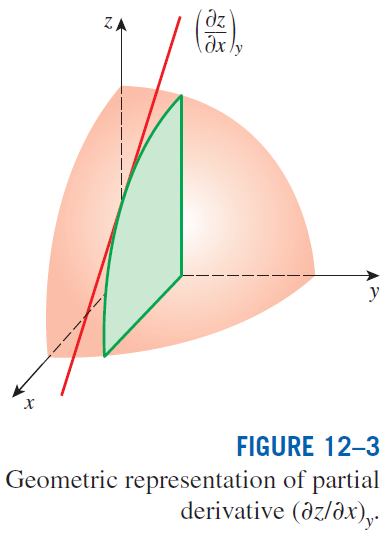 z
(∂z/∂x)y
y
x
FIGURE 12–3
Geometric representation of partial
derivative (∂z/∂x)y.